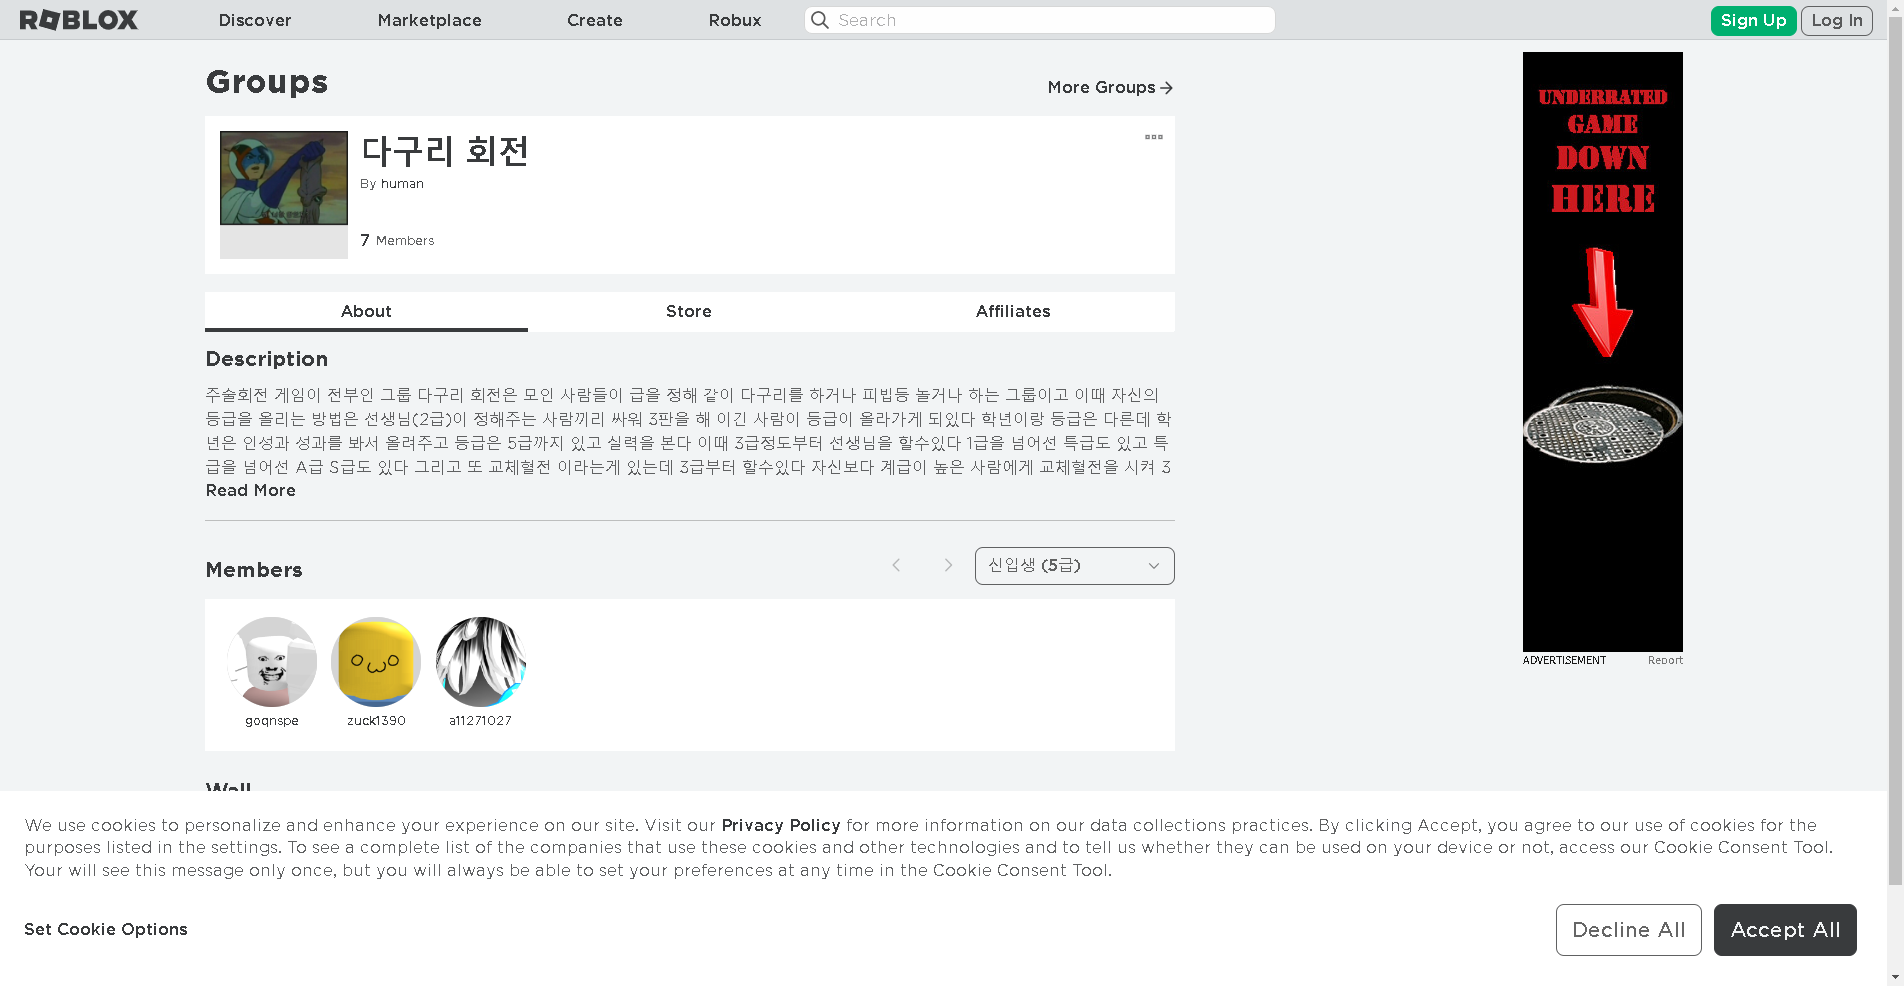 ROBLOX
Discover
Marketplace
Create
Robux
Search
Sign Up
Log In
Groups
More Groups
다구리 회전
By human
7 Members
About
Store
Affiliates
Description
주술회전 게임이 전부인 그룹 다구리 회전은 모인 사람들이 급을 정해 같이 다구리를 하거나 피법등 놀거나 하는 그룹이고 이때 자신의
등급을 올리는 방법은 선생님(2급)이 정해주는 사람끼리 싸워 3판을 해 이긴 사람이 등급이 올라가게 되있다 학년이랑 등급은 다른데 학
년은 인성과 성과를 봐서 올려주고 등급은 5급까지 있고 실력을 본다 이때 3급정도부터 선생님을 할수있다 1급을 넘어선 특급도 있고 특
급을 넘어선 A급 S급도 있다 그리고 또 교체혈전 이라는게 있는데 3급부터 할수있다 자신보다 계급이 높은 사람에게 교체혈전을 시켜 3
Read More
Members
신입생 (5급)
goqnspe
zuck1390
a11271027
Wall
UNDERRATED
GAME
DOWN
HERE
ADVERTISEMENT
Report
We use cookies to personalize and enhance your experience on our site. Visit our Privacy Policy for more information on our data collections practices. By clicking Accept, you agree to our use of cookies for the
purposes listed in the settings. To see a complete list of the companies that use these cookies and other technologies and to tell us whether they can be used on your device or not, access our Cookie Consent Tool.
Your will see this message only once, but you will always be able to set your preferences at any time in the Cookie Consent Tool.
Set Cookie Options
Decline All
Accept All